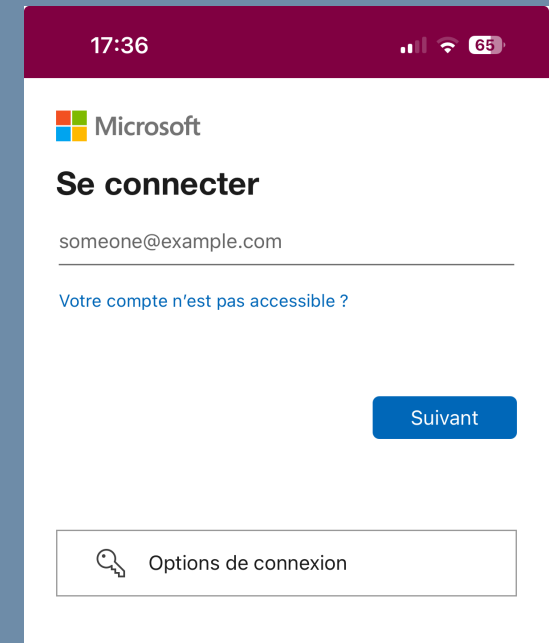 17:36
65
Microsoft
Se connecter
someone@example.com
Votre compte n’est pas accessible ?
Suivant
Options de connexion